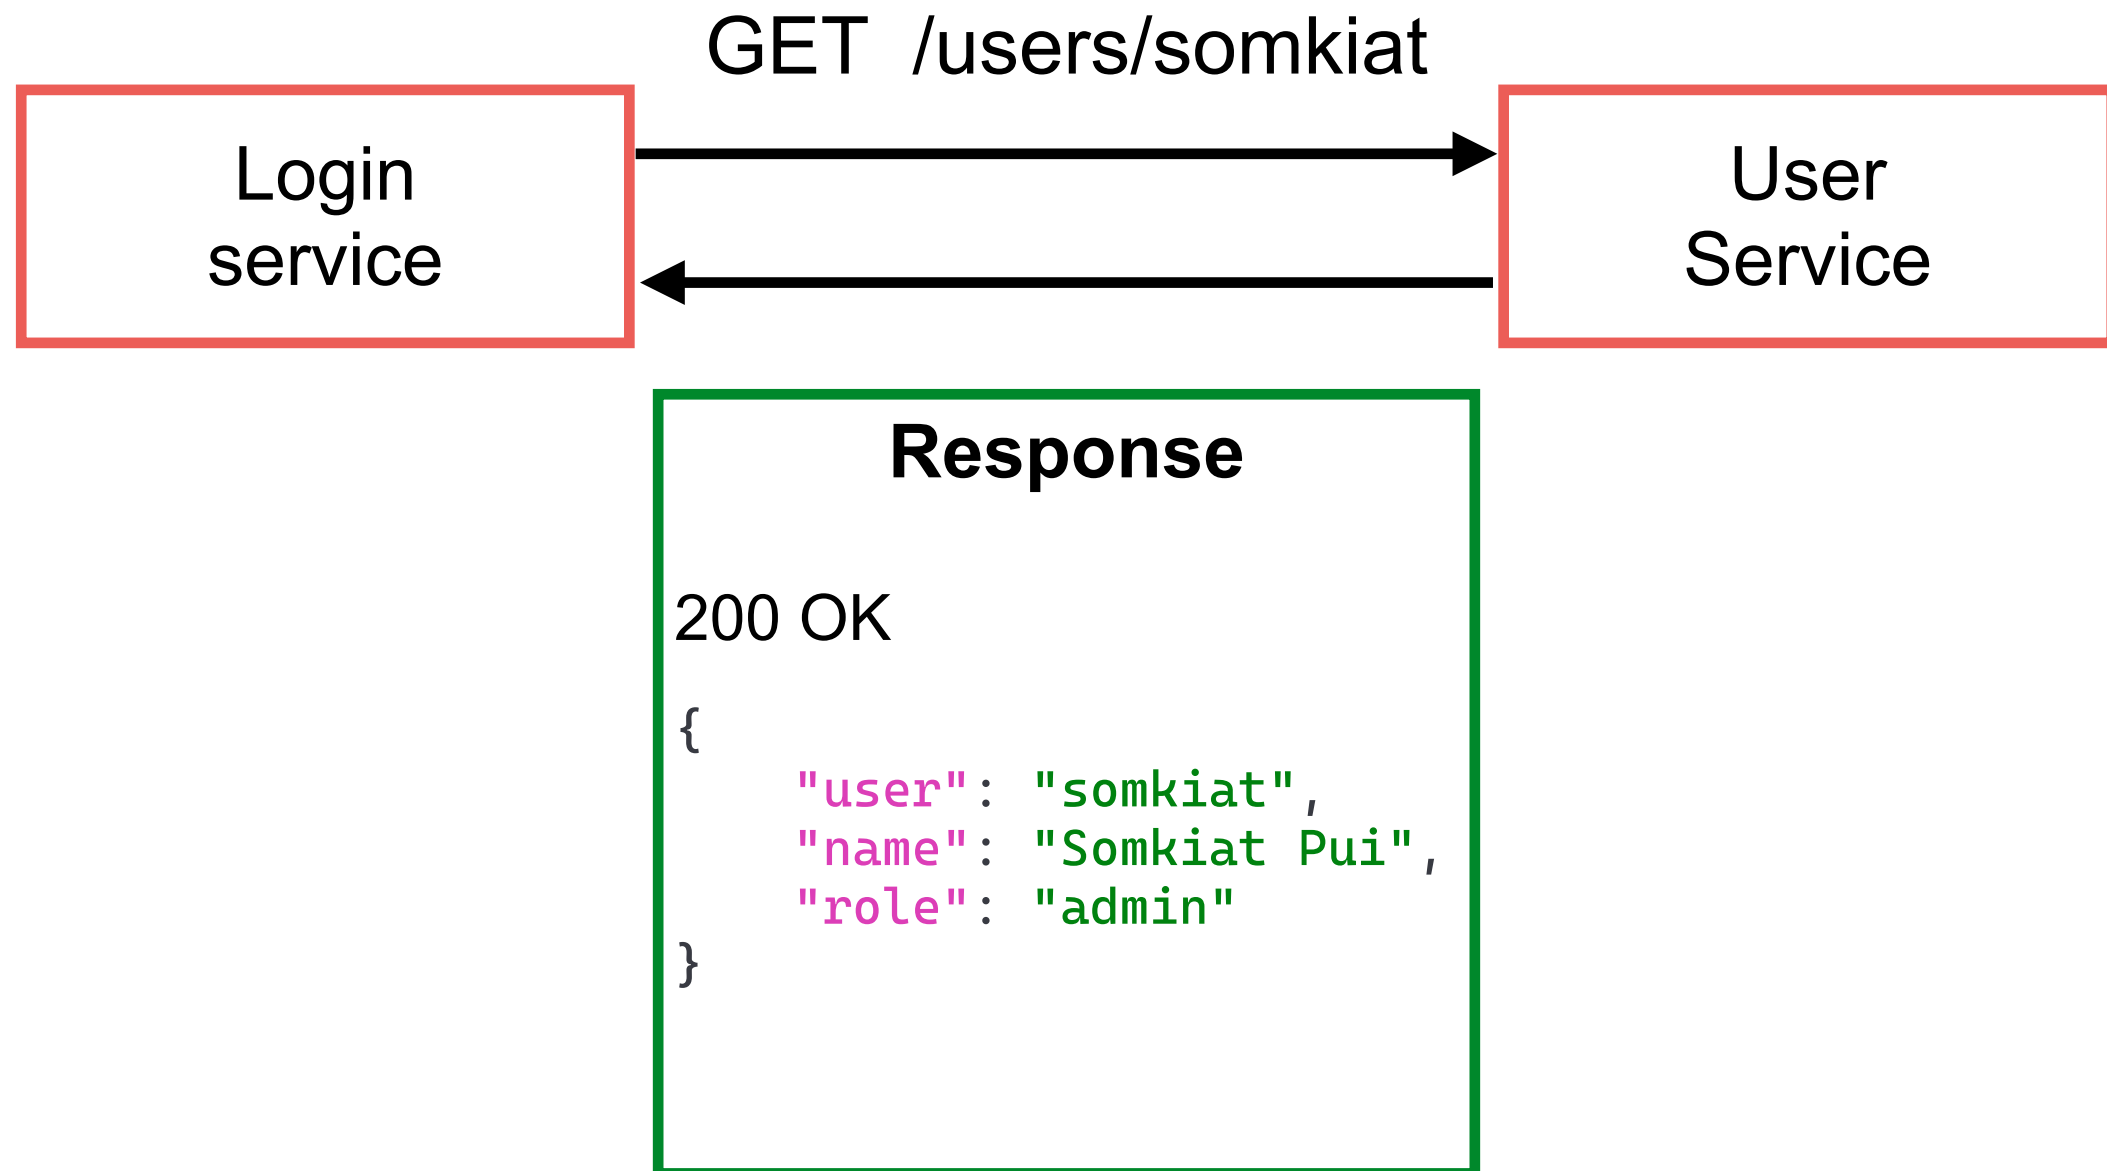 GET /users/somkiat
Login
service
User
Service
Response
200 OK
{
"user": "somkiat",
"name": "Somkiat Pui",
"role": "admin"
}